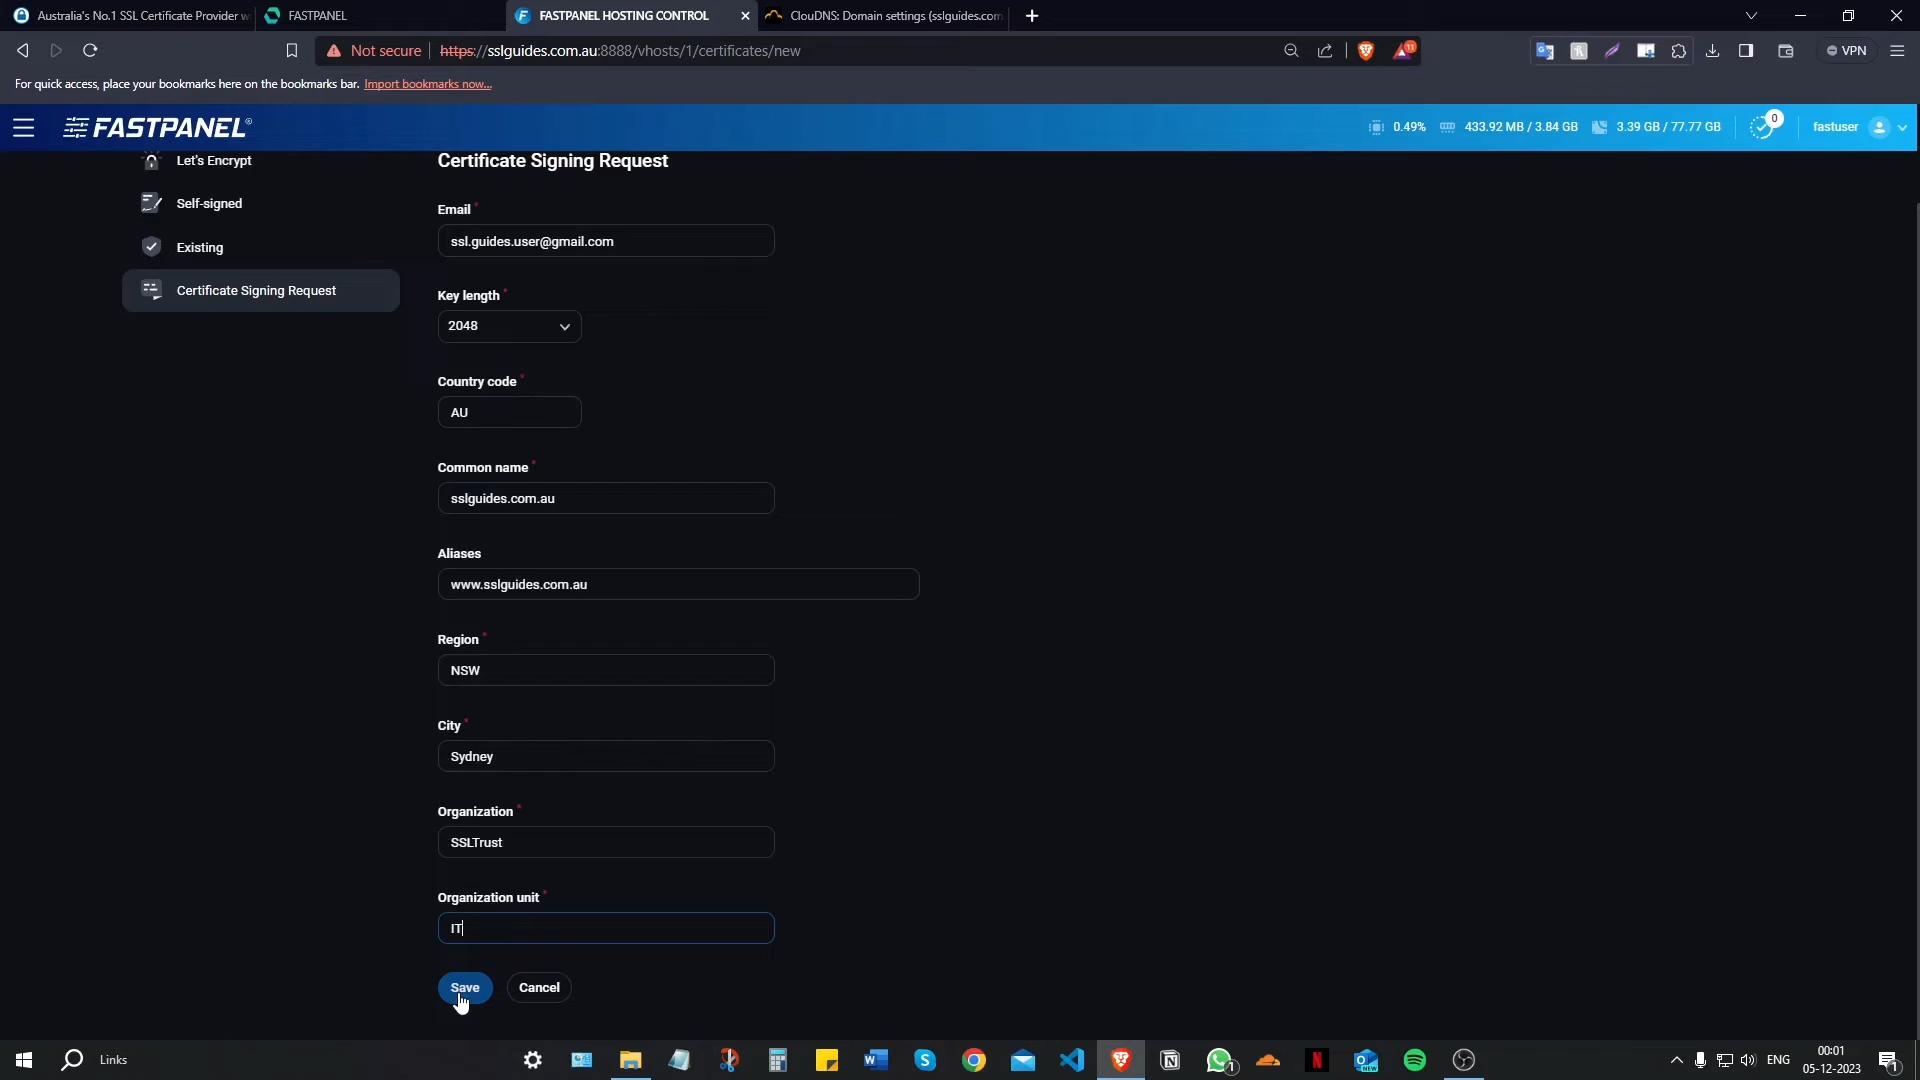 Australia's No.1 SSL Certificate Provider w
FASTPANEL
FASTPANEL HOSTING CONTROL
ClouDNS: Domain settings (sslguides.com
Not secure
https://sslguides.com.au:8888/vhosts/1/certificates/new
11
VPN
For quick access, place your bookmarks here on the bookmarks bar. Import bookmarks now...
FASTPANEL
0.49%
433.92 MB / 3.84 GB
3.39 GB / 77.77 GB
0
fastuser
Let's Encrypt
Self-signed
Existing
Certificate Signing Request
Certificate Signing Request
Email *
ssl.guides.user@gmail.com
Key length *
2048
Country code *
AU
Common name *
sslguides.com.au
Aliases
www.sslguides.com.au
Region *
NSW
City *
Sydney
Organization *
SSLTrust
Organization unit *
IT
Save
Cancel
Links
ENG
00:01
05-12-2023